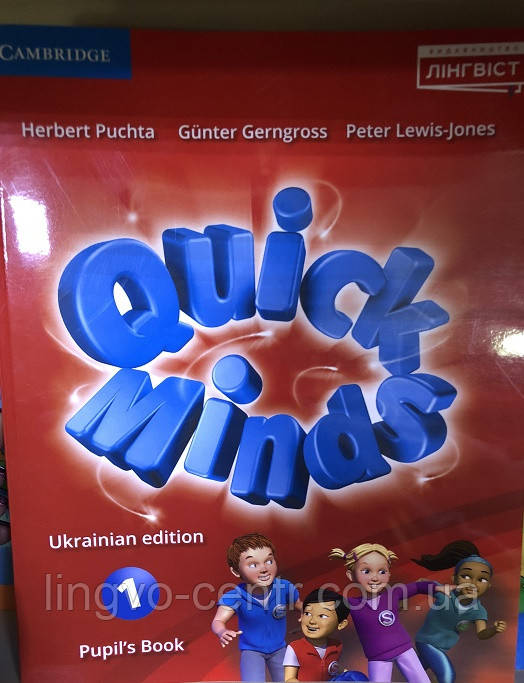 CAMBRIDGE
ВИДАВНИЦТВО
ЛІНГВІСТ
Herbert Puchta Günter Gerngross Peter Lewis-Jones
Quick
Minds
Ukrainian edition
1
lingvo-centr.com.ua
Pupil's Book
S
S